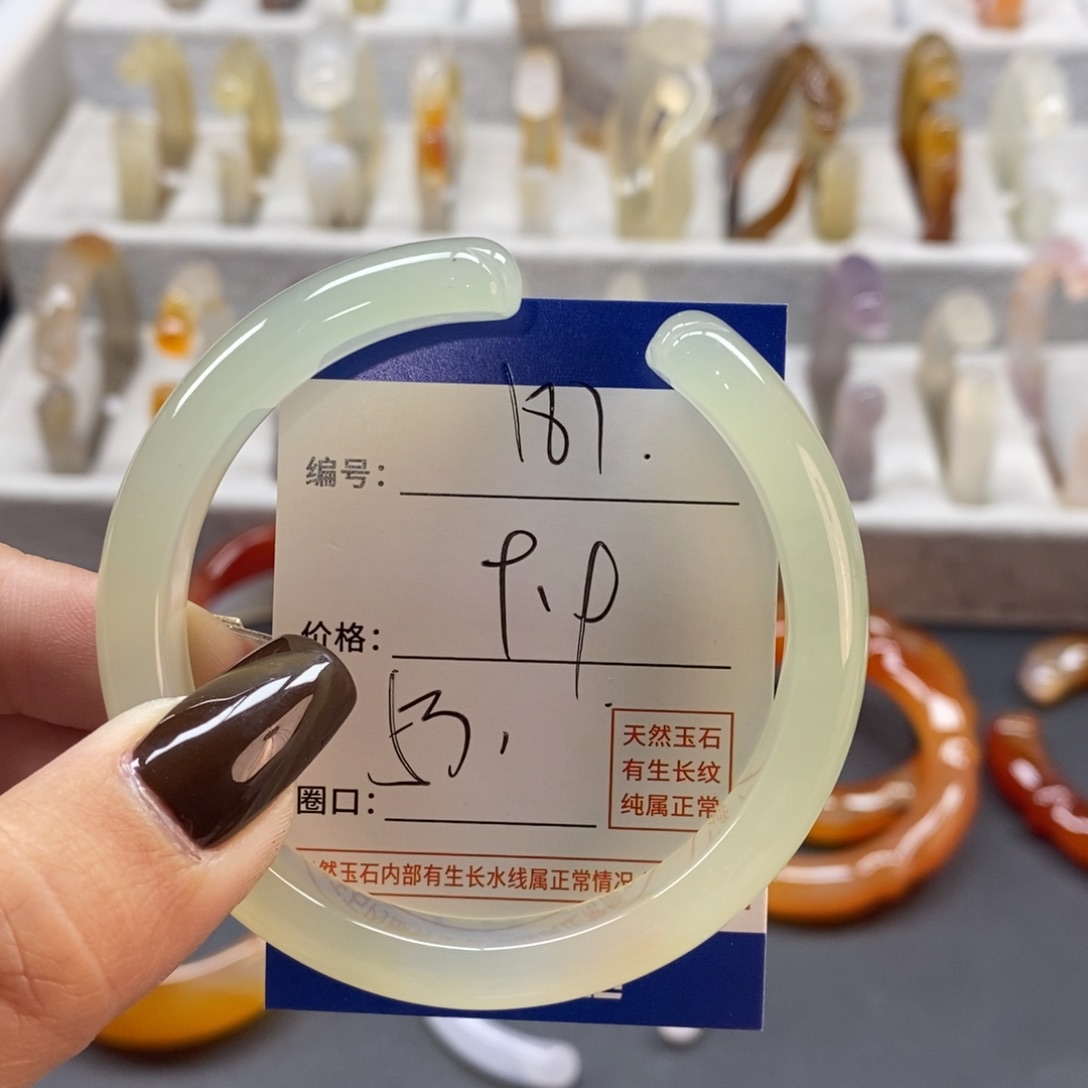 187.
编号：
价格：
53.
天然玉石
有生长纹
纯属正常
圈口：
然玉石内部有生长水线属正常情况